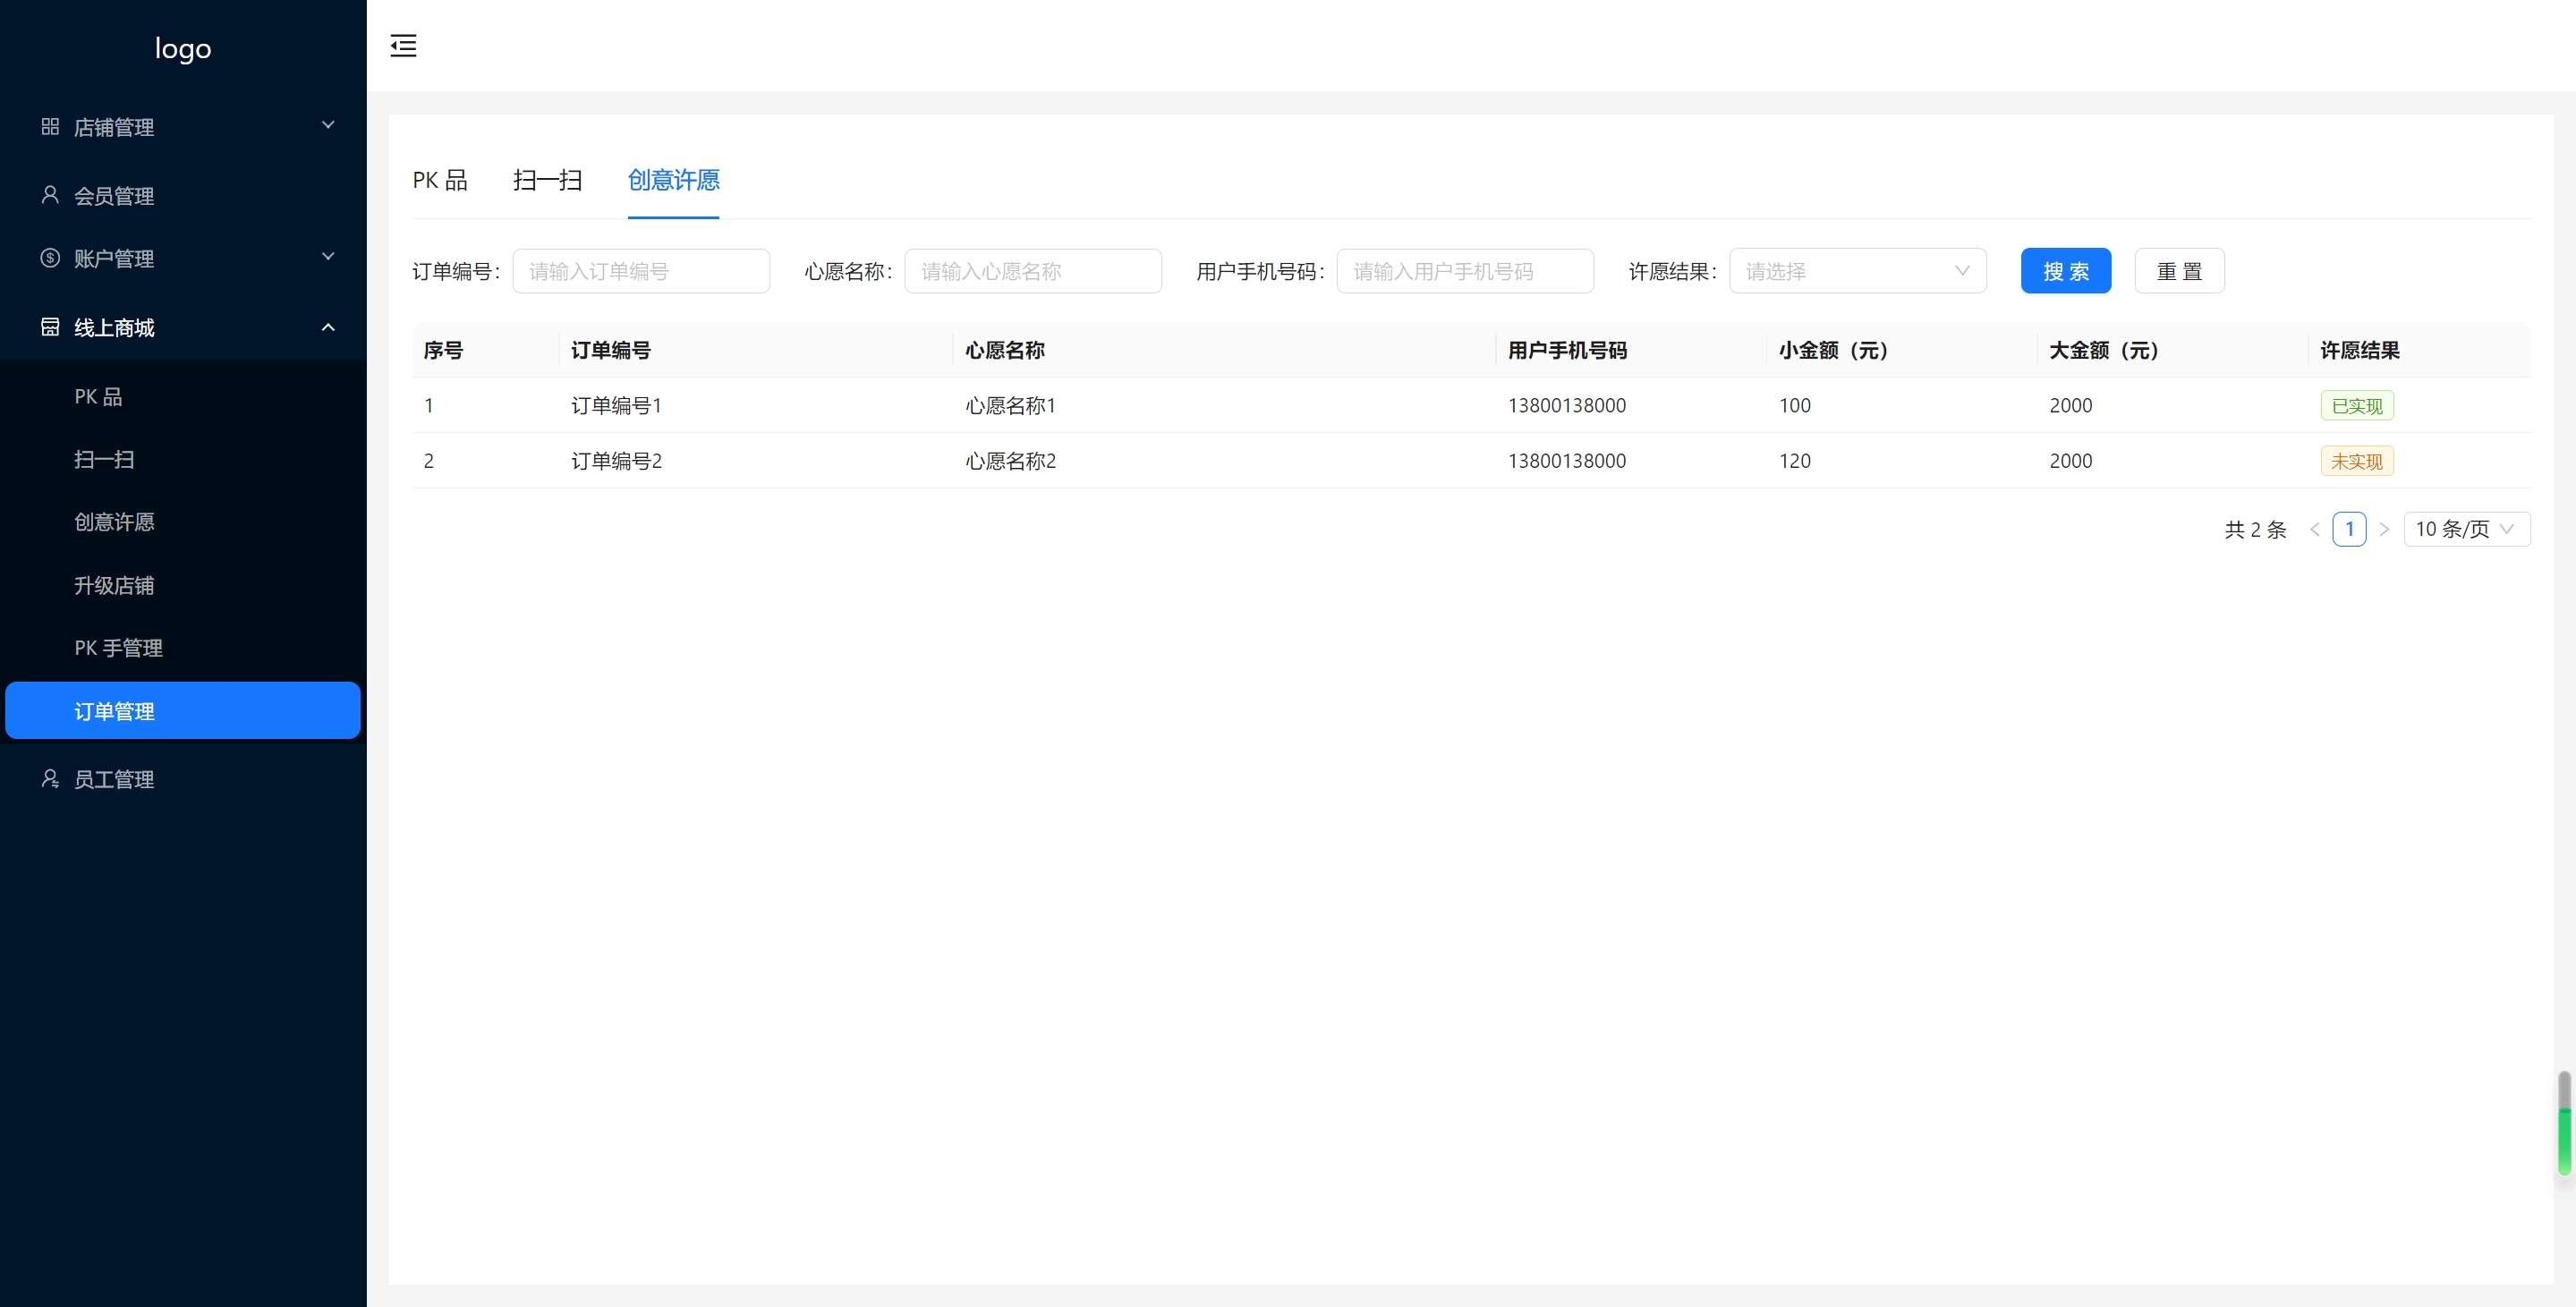 logo
店铺管理
会员管理
账户管理
线上商城
PK 品
扫一扫
创意许愿
升级店铺
PK 手管理
订单管理
员工管理
PK 品 扫一扫 创意许愿
订单编号: 请输入订单编号 心愿名称: 请输入心愿名称 用户手机号码: 请输入用户手机号码 许愿结果: 请选择 搜 索 重 置
序号 订单编号 心愿名称 用户手机号码 小金额（元） 大金额（元） 许愿结果
1 订单编号1 心愿名称1 13800138000 100 2000 已实现
2 订单编号2 心愿名称2 13800138000 120 2000 未实现
共 2 条 < 1 > 10 条/页